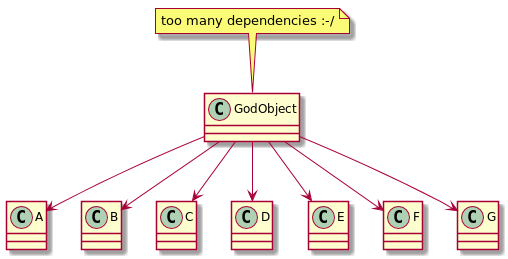 too many dependencies :-/
C GodObject
C A
C B
C C
C D
C E
C F
C G